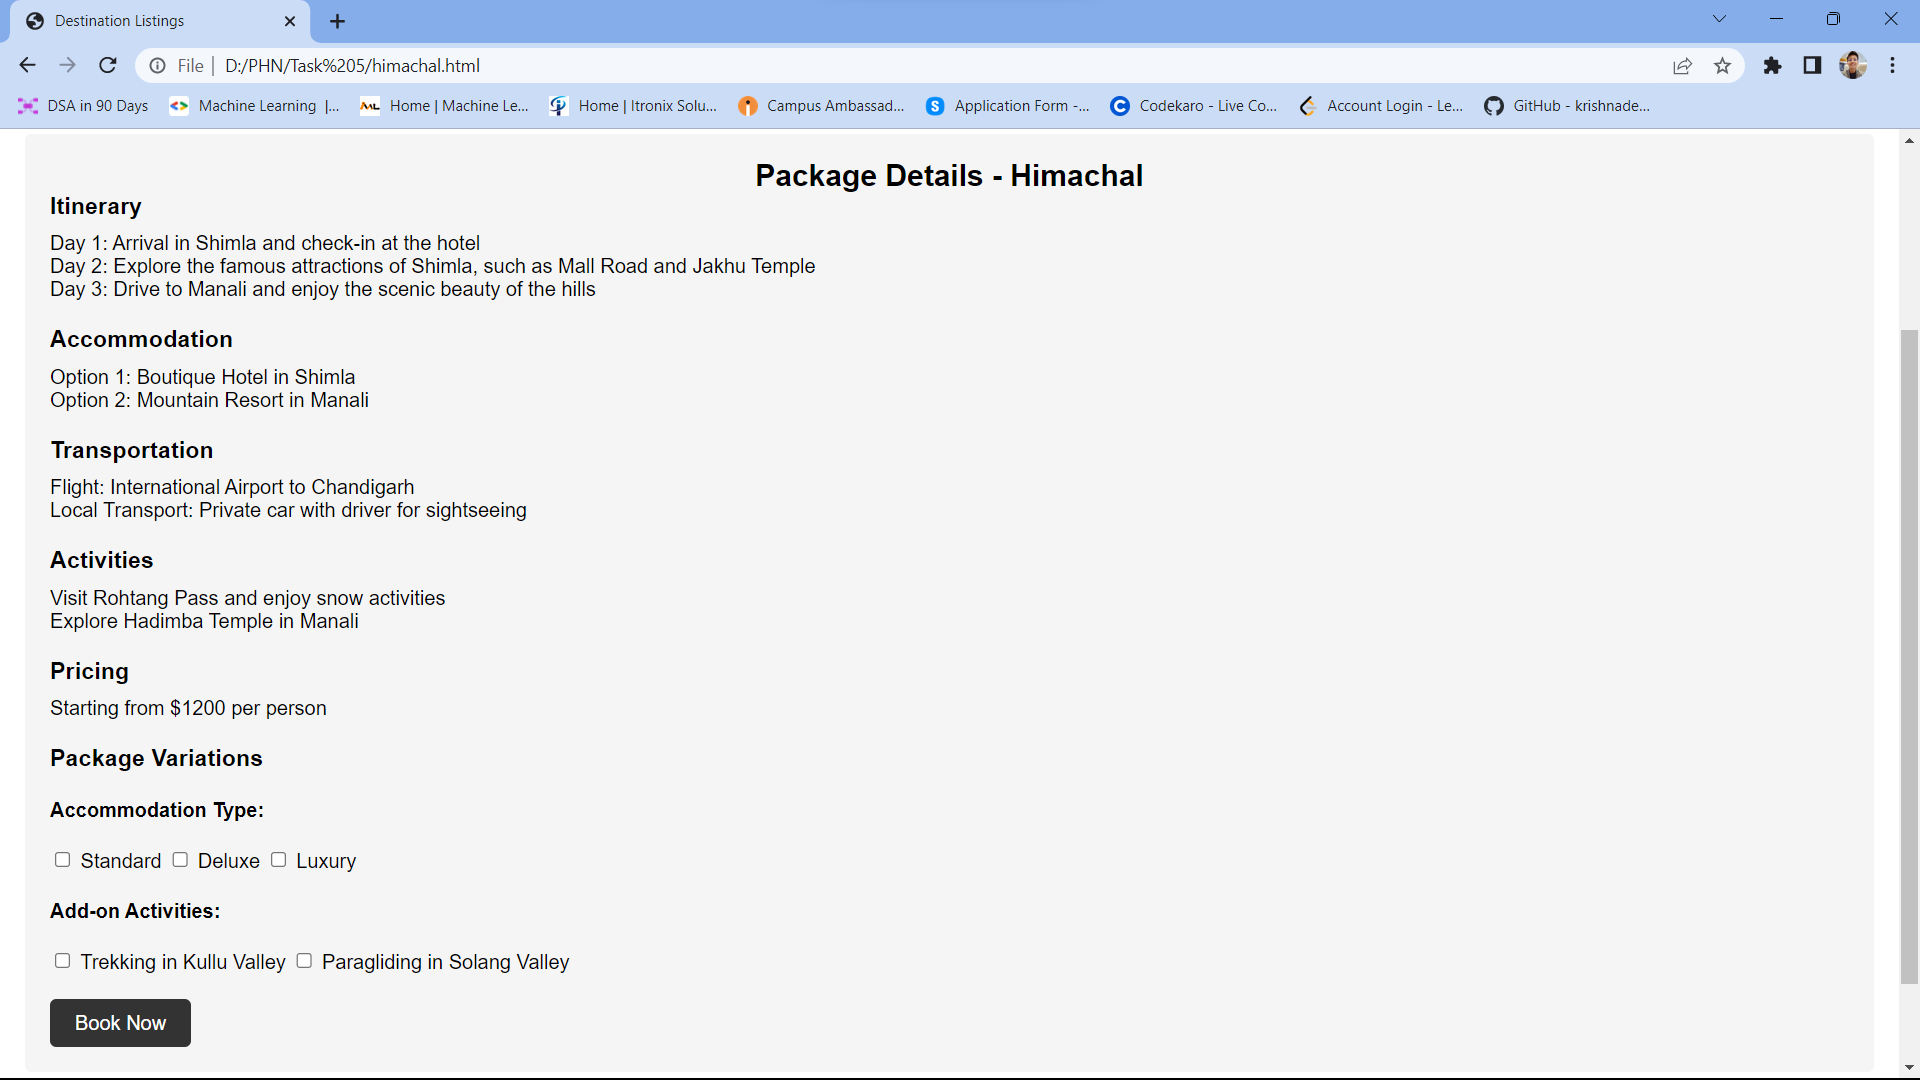 Destination Listings
File | D:/PHN/Task%205/himachal.html
DSA in 90 Days
Machine Learning |...
Home | Machine Le...
Home | Itronix Solu...
Campus Ambassad...
Application Form -...
Codekaro - Live Co...
Account Login - Le...
GitHub - krishnade...
Package Details - Himachal
Itinerary
Day 1: Arrival in Shimla and check-in at the hotel
Day 2: Explore the famous attractions of Shimla, such as Mall Road and Jakhu Temple
Day 3: Drive to Manali and enjoy the scenic beauty of the hills
Accommodation
Option 1: Boutique Hotel in Shimla
Option 2: Mountain Resort in Manali
Transportation
Flight: International Airport to Chandigarh
Local Transport: Private car with driver for sightseeing
Activities
Visit Rohtang Pass and enjoy snow activities
Explore Hadimba Temple in Manali
Pricing
Starting from $1200 per person
Package Variations
Accommodation Type:
Standard Deluxe Luxury
Add-on Activities:
Trekking in Kullu Valley Paragliding in Solang Valley
Book Now